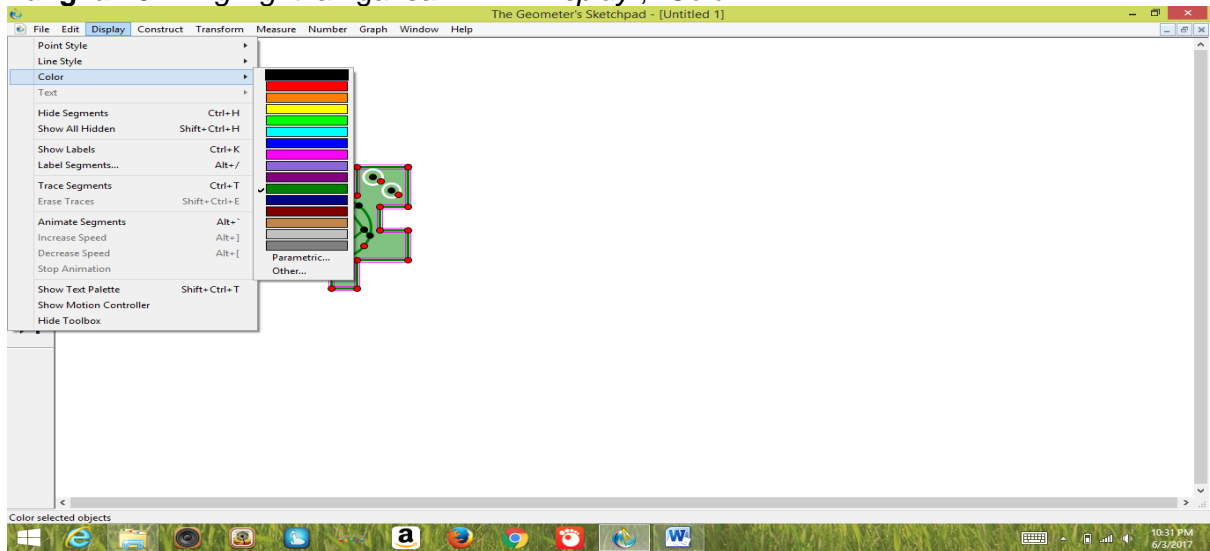 The Geometer's Sketchpad - [Untitled 1]
File Edit Display Construct Transform Measure Number Graph Window Help
Point Style
Line Style
Color
Text
Hide Segments Ctrl+H
Show All Hidden Shift+Ctrl+H
Show Labels Ctrl+K
Label Segments... Alt+/
Trace Segments Ctrl+T
Erase Traces Shift+Ctrl+E
Animate Segments Alt+`
Increase Speed Alt+]
Decrease Speed Alt+[
Stop Animation
Show Text Palette Shift+Ctrl+T
Show Motion Controller
Hide Toolbox
Parametric...
Other...
Color selected objects
10:31 PM
6/3/2017